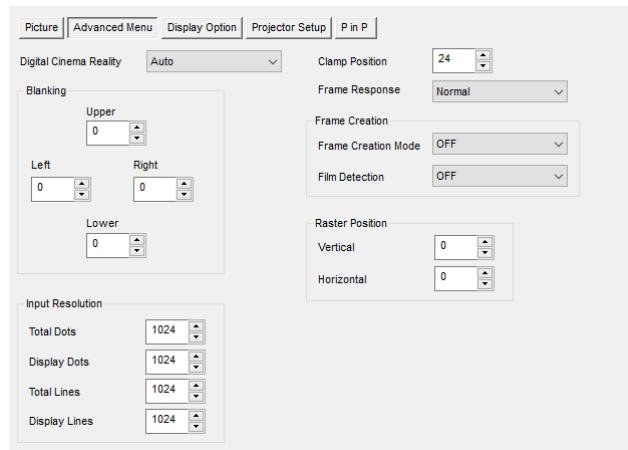 Picture Advanced Menu Display Option Projector Setup P in P
Digital Cinema Reality Auto
Blanking
Upper
0
Left Right
0 0
Lower
0
Input Resolution
Total Dots 1024
Display Dots 1024
Total Lines 1024
Display Lines 1024
Clamp Position 24
Frame Response Normal
Frame Creation
Frame Creation Mode OFF
Film Detection OFF
Raster Position
Vertical 0
Horizontal 0